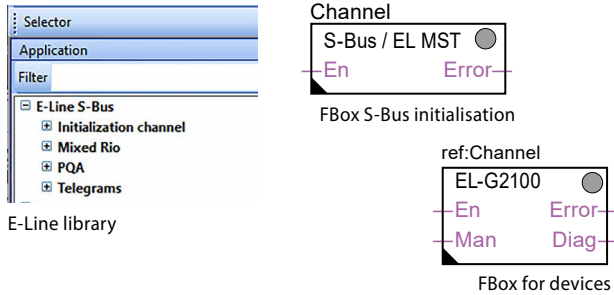 Selector
Application
Filter
E-Line S-Bus
Initialization channel
Mixed Rio
PQA
Telegrams
E-Line library
Channel
S-Bus / EL MST
En Error
FBox S-Bus initialisation
ref:Channel
EL-G2100
En Error
Man Diag
FBox for devices